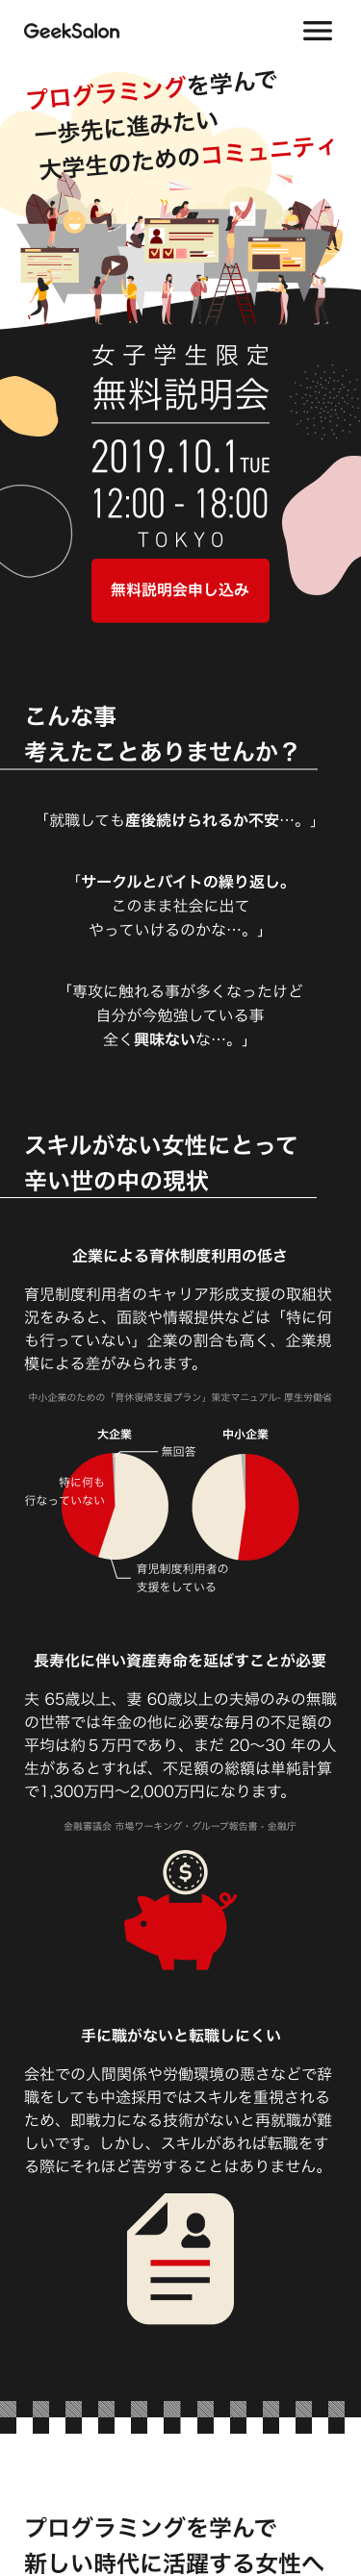 GeekSalon
プログラミングを学んで
一歩先に進みたい
大学生のためのコミュニティ
女子学生限定
無料説明会
2019.10.1TUE
12:00 - 18:00
TOKYO
無料説明会申し込み
こんな事
考えたことありませんか？
「就職しても産後続けられるか不安…。」
「サークルとバイトの繰り返し。
このまま社会に出て
やっていけるのかな…。」
「専攻に触れる事が多くなったけど
自分が今勉強している事
全く興味ないな…。」
スキルがない女性にとって
辛い世の中の現状
企業による育休制度利用の低さ
育児制度利用者のキャリア形成支援の取組状
況をみると、面談や情報提供などは「特に何
も行っていない」企業の割合も高く、企業規
模による差がみられます。
中小企業のための「育休復帰支援プラン」策定マニュアル- 厚生労働省
大企業
中小企業
無回答
特に何も
行なっていない
育児制度利用者の
支援をしている
長寿化に伴い資産寿命を延ばすことが必要
夫 65歳以上、妻 60歳以上の夫婦のみの無職
の世帯では年金の他に必要な毎月の不足額の
平均は約５万円であり、まだ 20〜30 年の人
生があるとすれば、不足額の総額は単純計算
で1,300万円〜2,000万円になります。
金融審議会 市場ワーキング・グループ報告書 - 金融庁
$
手に職がないと転職しにくい
会社での人間関係や労働環境の悪さなどで辞
職をしても中途採用ではスキルを重視される
ため、即戦力になる技術がないと再就職が難
しいです。しかし、スキルがあれば転職をす
る際にそれほど苦労することはありません。
プログラミングを学んで
新しい時代に活躍する女性へ